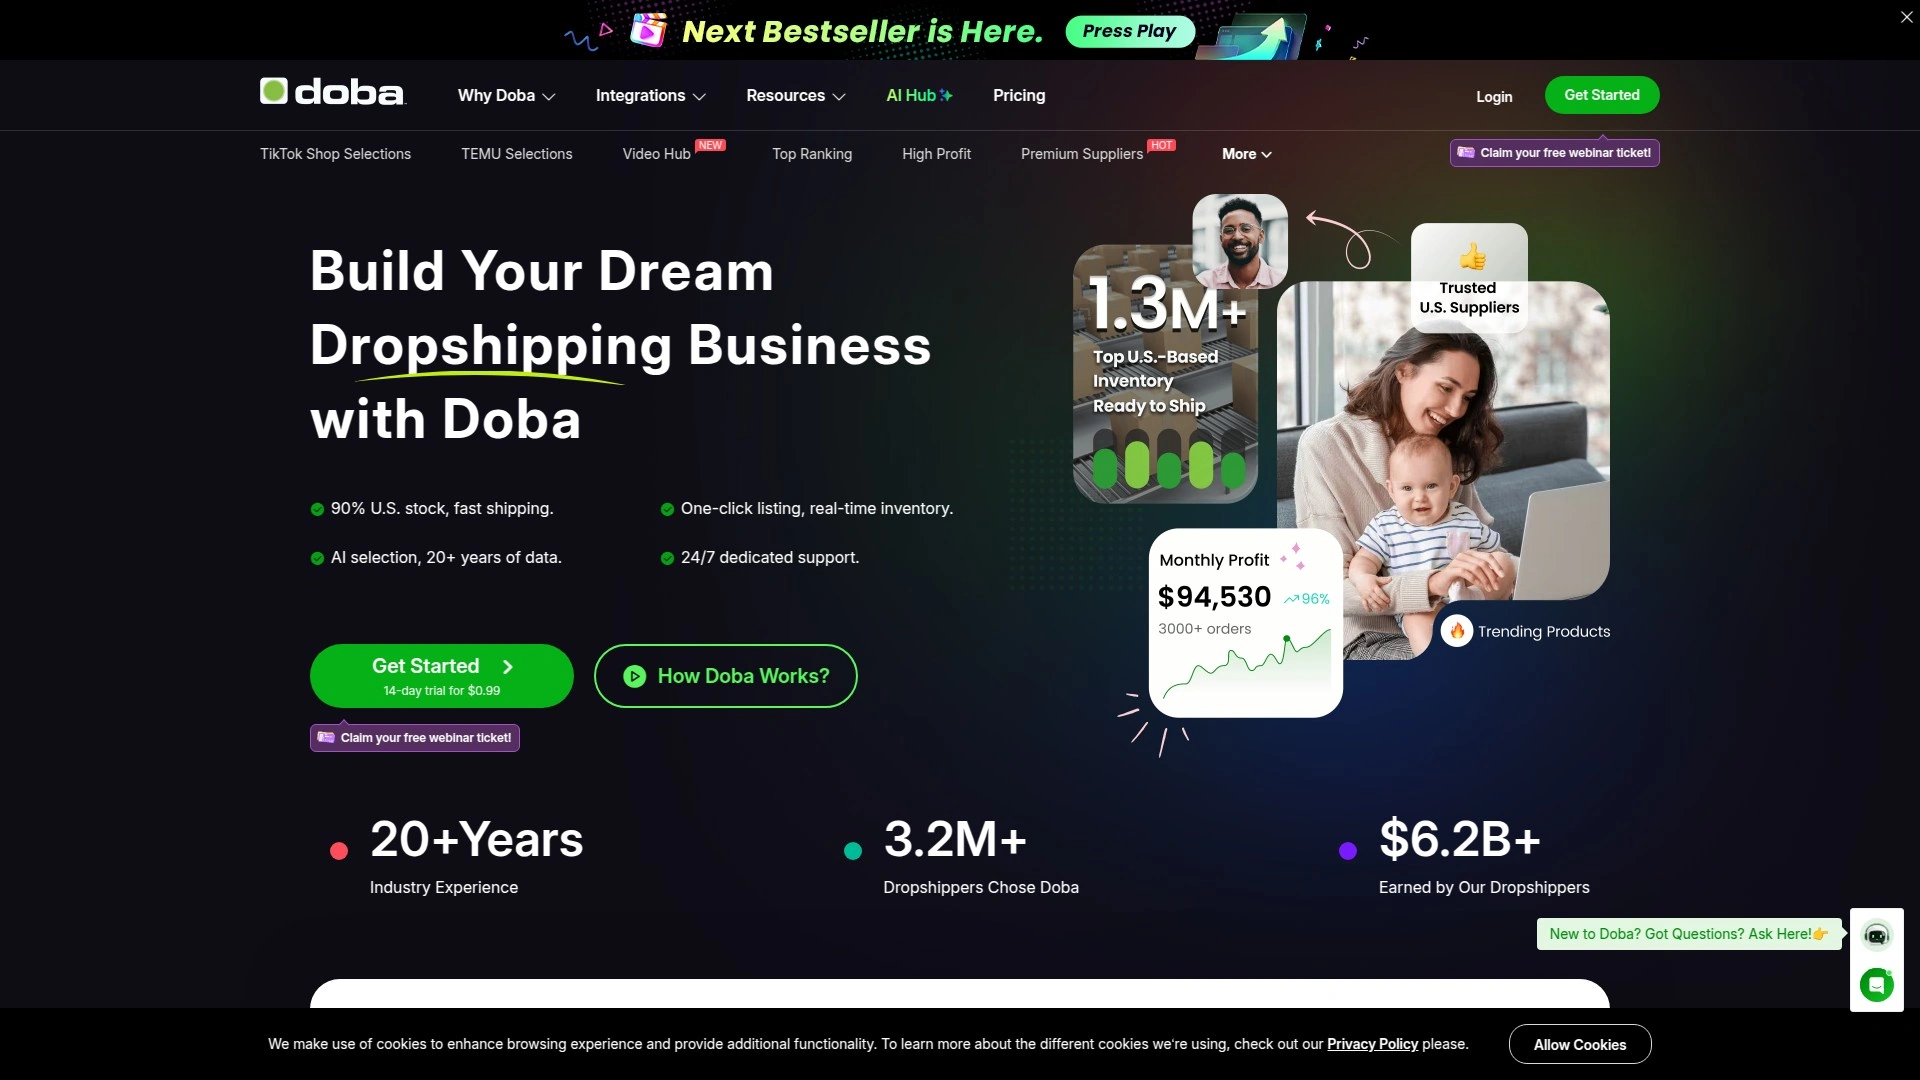 Next Bestseller is Here.
Press Play
doba
Why Doba
Integrations
Resources
AI Hub
Pricing
Login
Get Started
TikTok Shop Selections
TEMU Selections
Video Hub
NEW
Top Ranking
High Profit
Premium Suppliers
HOT
More
Claim your free webinar ticket!
Build Your Dream
Dropshipping Business
with Doba
90% U.S. stock, fast shipping.
One-click listing, real-time inventory.
AI selection, 20+ years of data.
24/7 dedicated support.
Get Started
14-day trial for $0.99
How Doba Works?
Claim your free webinar ticket!
1.3M+
Top U.S.-Based
Inventory
Ready to Ship
Trusted
U.S. Suppliers
Monthly Profit
$94,530
96%
3000+ orders
Trending Products
20+Years
Industry Experience
3.2M+
Dropshippers Chose Doba
$6.2B+
Earned by Our Dropshippers
New to Doba? Got Questions? Ask Here!👉
We make use of cookies to enhance browsing experience and provide additional functionality. To learn more about the different cookies we're using, check out our Privacy Policy please.
Allow Cookies